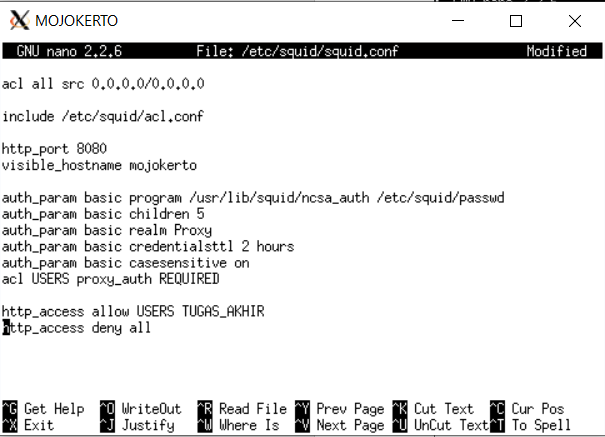 MOJOKERTO
GNU nano 2.2.6 File: /etc/squid/squid.conf Modified
acl all src 0.0.0.0/0.0.0.0
include /etc/squid/acl.conf
http_port 8080
visible_hostname mojokerto
auth_param basic program /usr/lib/squid/ncsa_auth /etc/squid/passwd
auth_param basic children 5
auth_param basic realm Proxy
auth_param basic credentialsttl 2 hours
auth_param basic casesensitive on
acl USERS proxy_auth REQUIRED
http_access allow USERS TUGAS_AKHIR
http_access deny all
^G Get Help ^O WriteOut ^R Read File ^Y Prev Page ^K Cut Text ^C Cur Pos
^X Exit ^J Justify ^W Where Is ^V Next Page ^U UnCut Text ^T To Spell